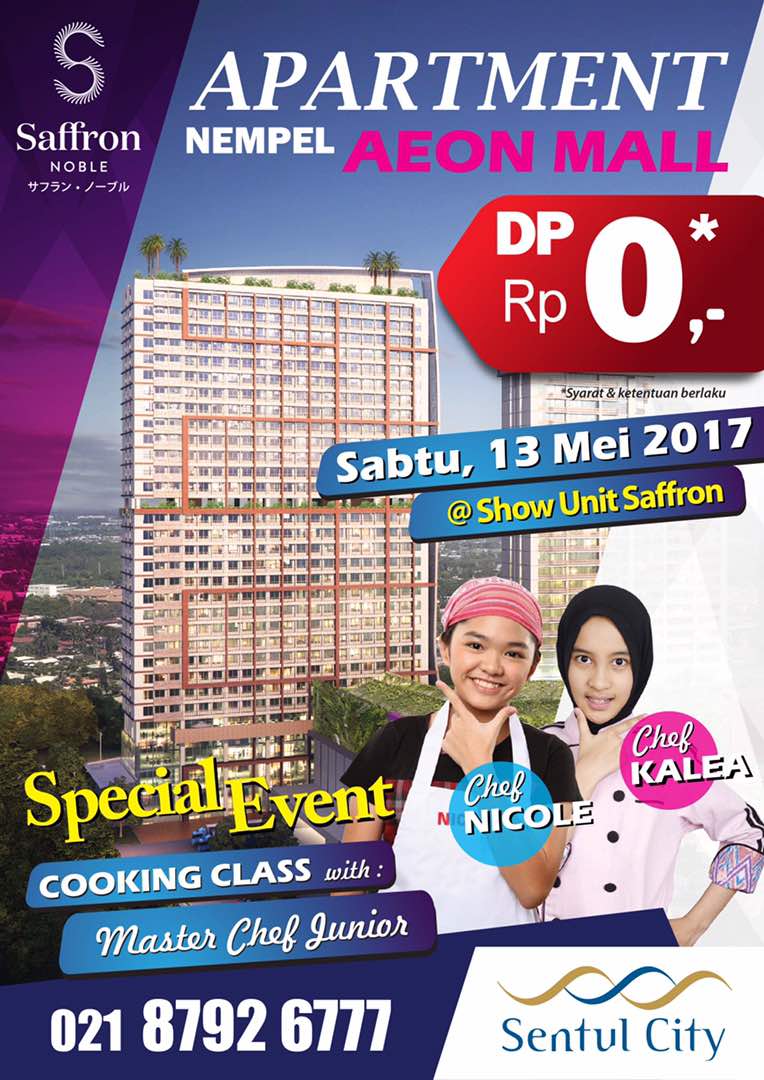 Saffron
NOBLE
サフラン・ノーブル
APARTMENT
NEMPEL AEON MALL
DP
Rp 0,-*
*Syarat & ketentuan berlaku
Sabtu, 13 Mei 2017
@ Show Unit Saffron
Chef
KALEA
Chef
NICOLE
NIC
Special Event
COOKING CLASS with :
Master Chef Junior
021 8792 6777
Sentul City